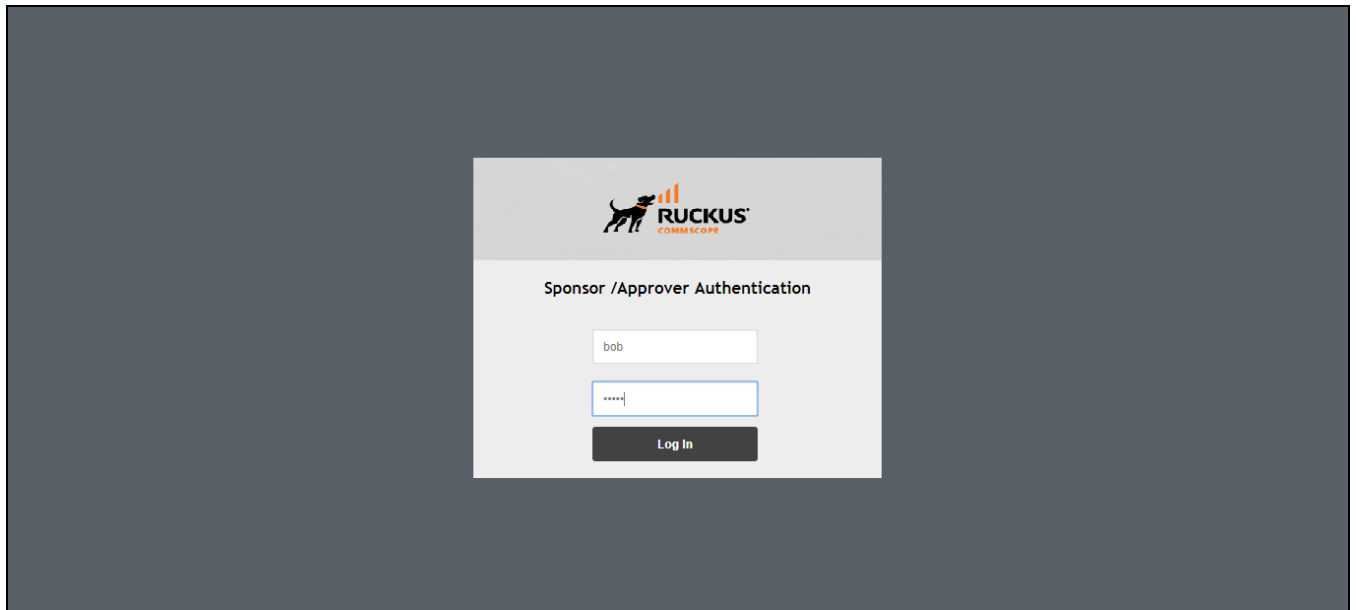 RUCKUS®
COMMSCOPE
Sponsor /Approver Authentication
bob
•••••
Log In